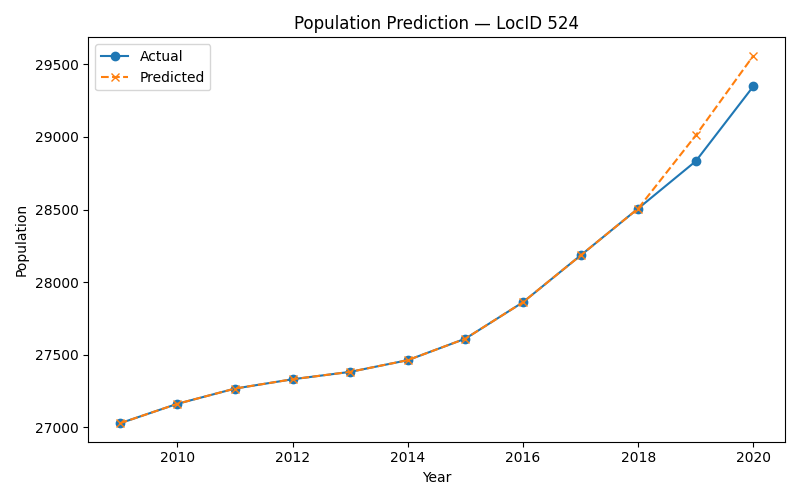 Population Prediction — LocID 524
Actual
Predicted
29500
29000
28500
28000
27500
27000
Population
2010 2012 2014 2016 2018 2020
Year